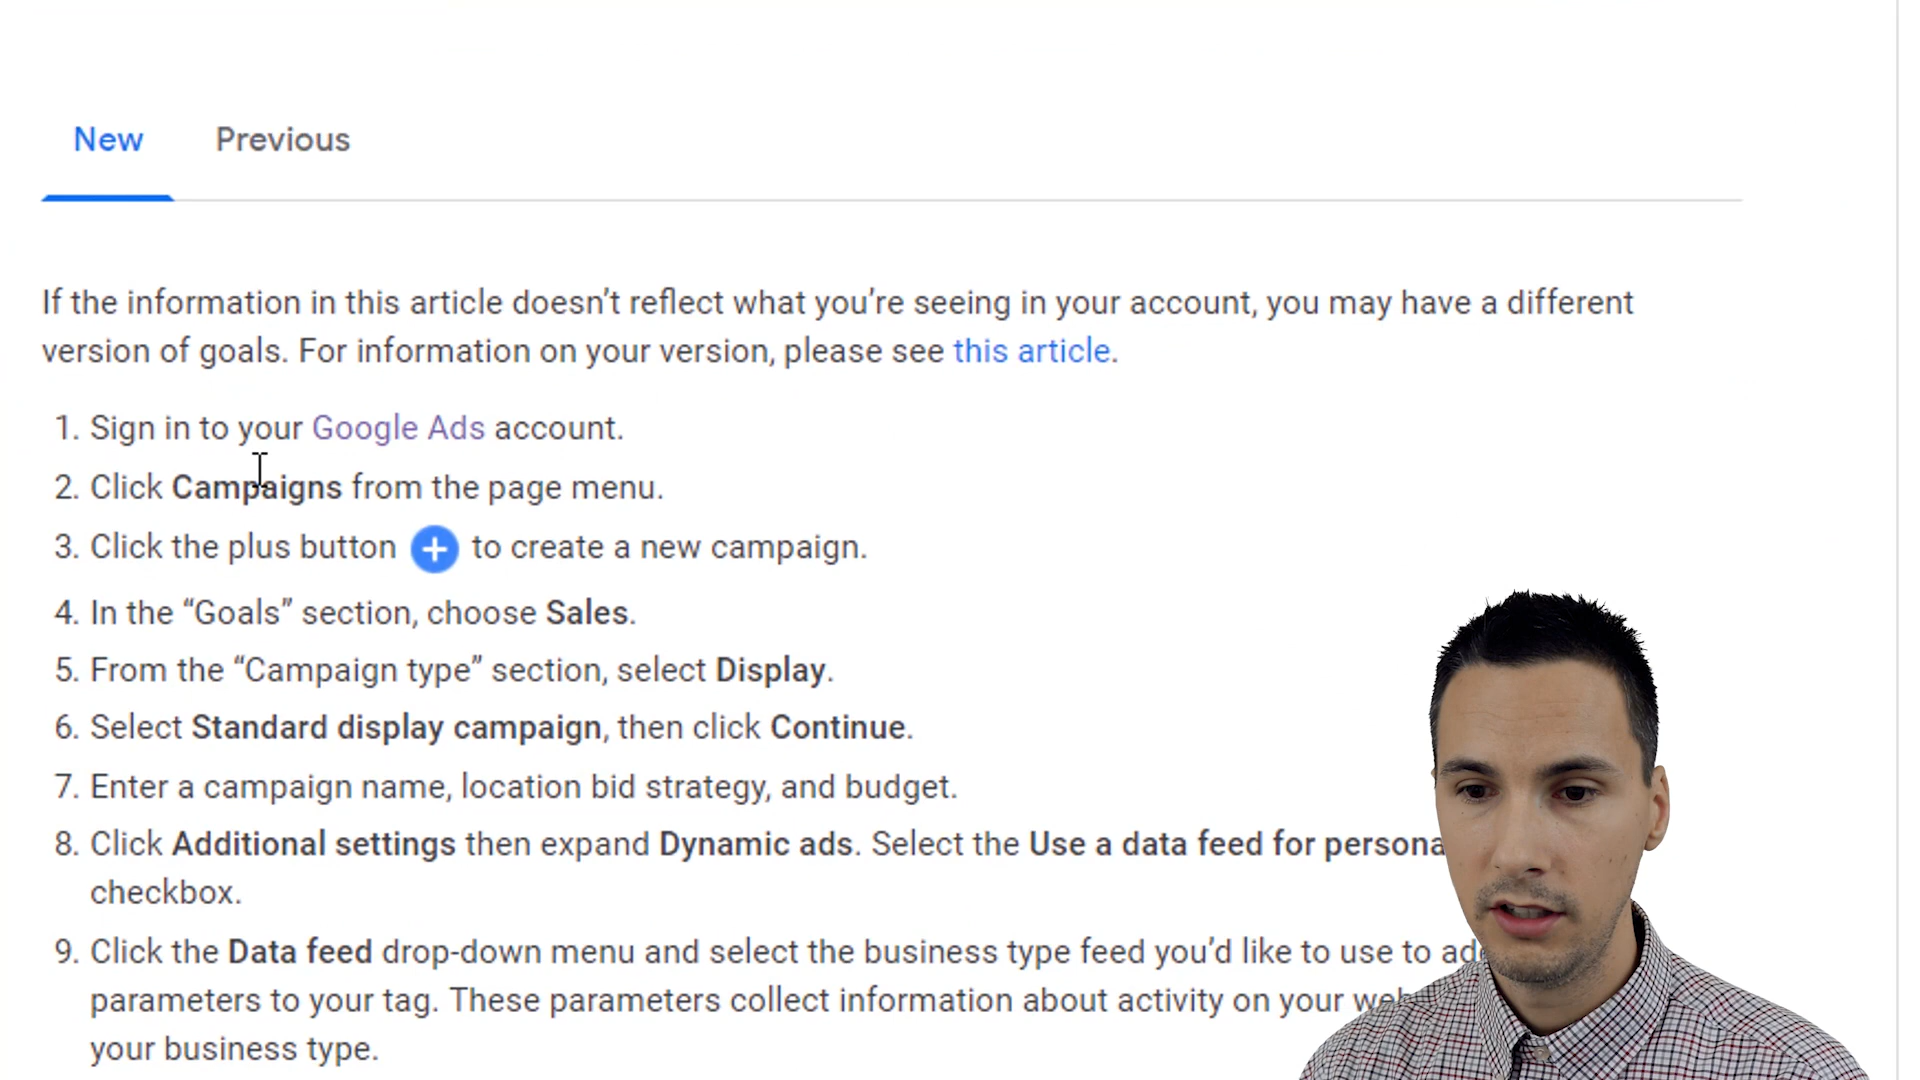 New Previous
If the information in this article doesn’t reflect what you’re seeing in your account, you may have a different
version of goals. For information on your version, please see this article.
1. Sign in to your Google Ads account.
2. Click Campaigns from the page menu.
3. Click the plus button + to create a new campaign.
4. In the “Goals” section, choose Sales.
5. From the “Campaign type” section, select Display.
6. Select Standard display campaign, then click Continue.
7. Enter a campaign name, location bid strategy, and budget.
8. Click Additional settings then expand Dynamic ads. Select the Use a data feed for
checkbox.
9. Click the Data feed drop-down menu and select the business type feed you’d like to use to
parameters to your tag. These parameters collect information about activity on your
your business type.